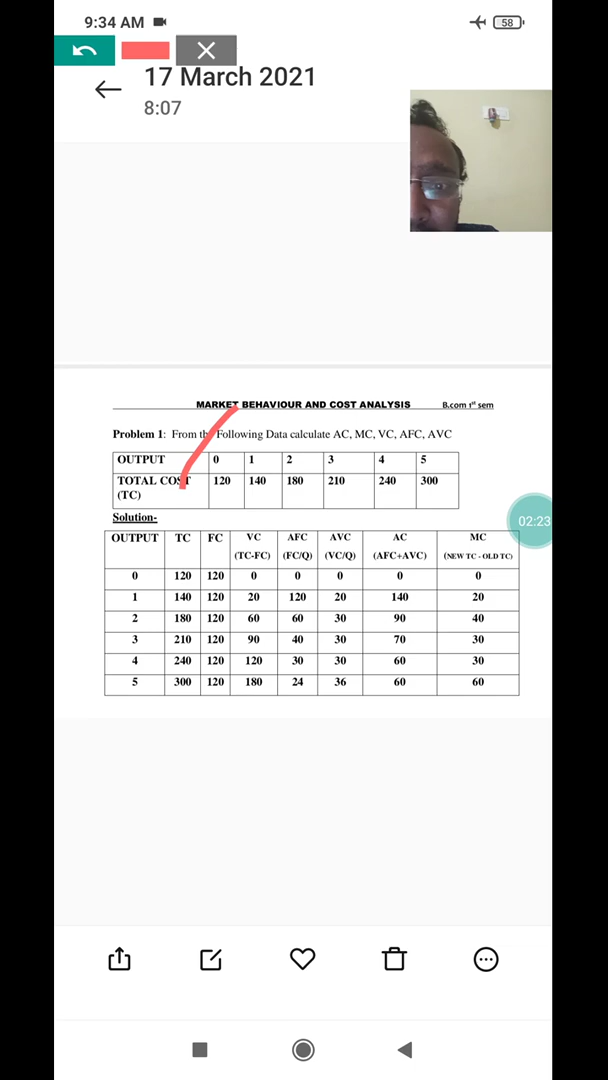 9:34 AM
58
17 March 2021
8:07
MARKET BEHAVIOUR AND COST ANALYSIS B.com 1st sem
Problem 1: From the Following Data calculate AC, MC, VC, AFC, AVC
OUTPUT 0 1 2 3 4 5
TOTAL COST (TC) 120 140 180 210 240 300
Solution-
02:23
OUTPUT TC FC VC AFC AVC AC MC
(TC-FC) (FC/Q) (VC/Q) (AFC+AVC) (NEW TC - OLD TC)
0 120 120 0 0 0 0 0
1 140 120 20 120 20 140 20
2 180 120 60 60 30 90 40
3 210 120 90 40 30 70 30
4 240 120 120 30 30 60 30
5 300 120 180 24 36 60 60